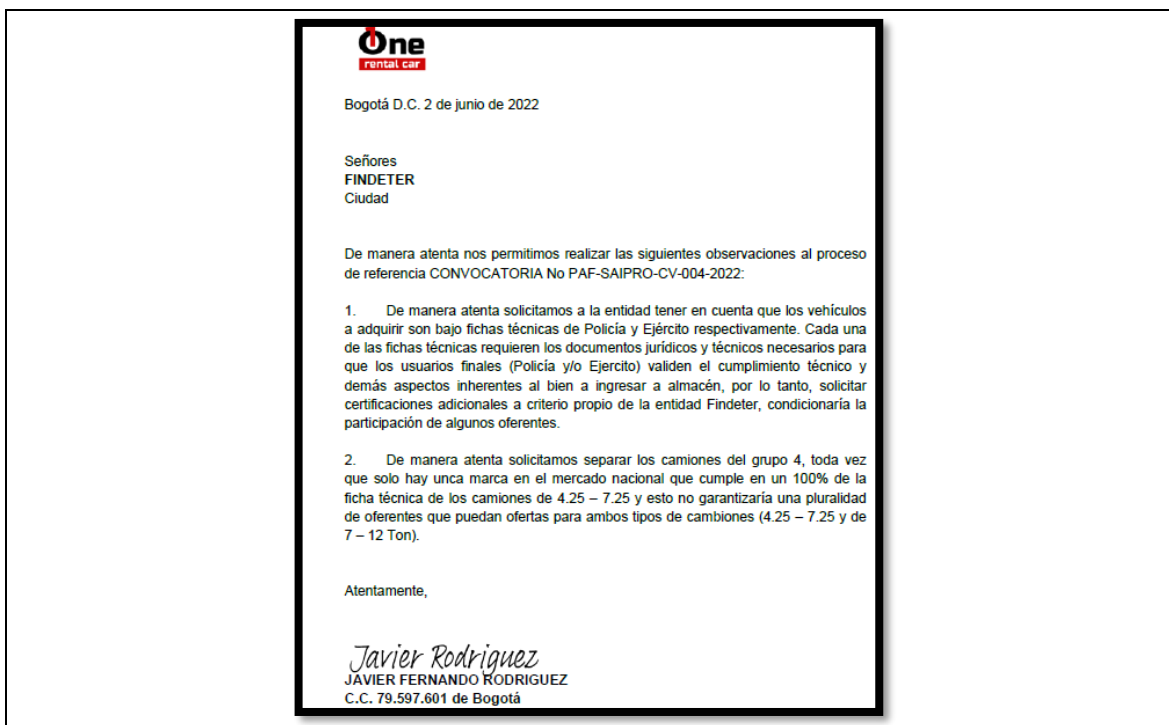 One
rental car
Bogotá D.C. 2 de junio de 2022
Señores
FINDETER
Ciudad
De manera atenta nos permitimos realizar las siguientes observaciones al proceso
de referencia CONVOCATORIA No PAF-SAIPRO-CV-004-2022:
1. De manera atenta solicitamos a la entidad tener en cuenta que los vehículos
a adquirir son bajo fichas técnicas de Policía y Ejército respectivamente. Cada una
de las fichas técnicas requieren los documentos jurídicos y técnicos necesarios para
que los usuarios finales (Policía y/o Ejercito) validen el cumplimiento técnico y
demás aspectos inherentes al bien a ingresar a almacén, por lo tanto, solicitar
certificaciones adicionales a criterio propio de la entidad Findeter, condicionaría la
participación de algunos oferentes.
2. De manera atenta solicitamos separar los camiones del grupo 4, toda vez
que solo hay unca marca en el mercado nacional que cumple en un 100% de la
ficha técnica de los camiones de 4.25 – 7.25 y esto no garantizaría una pluralidad
de oferentes que puedan ofertas para ambos tipos de cambiones (4.25 – 7.25 y de
7 – 12 Ton).
Atentamente,
Javier Rodriguez
JAVIER FERNANDO RODRIGUEZ
C.C. 79.597.601 de Bogotá